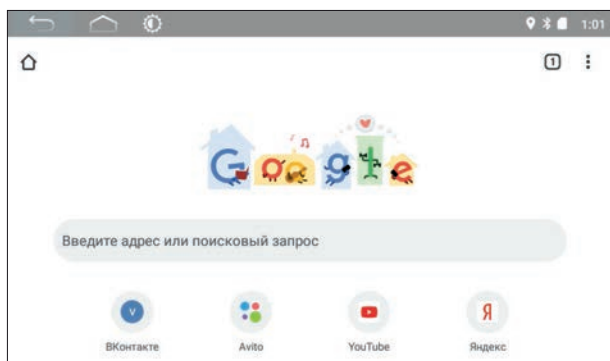 1:01
1
Google
Введите адрес или поисковый запрос
V
Я
ВКонтакте
Avito
YouTube
Яндекс